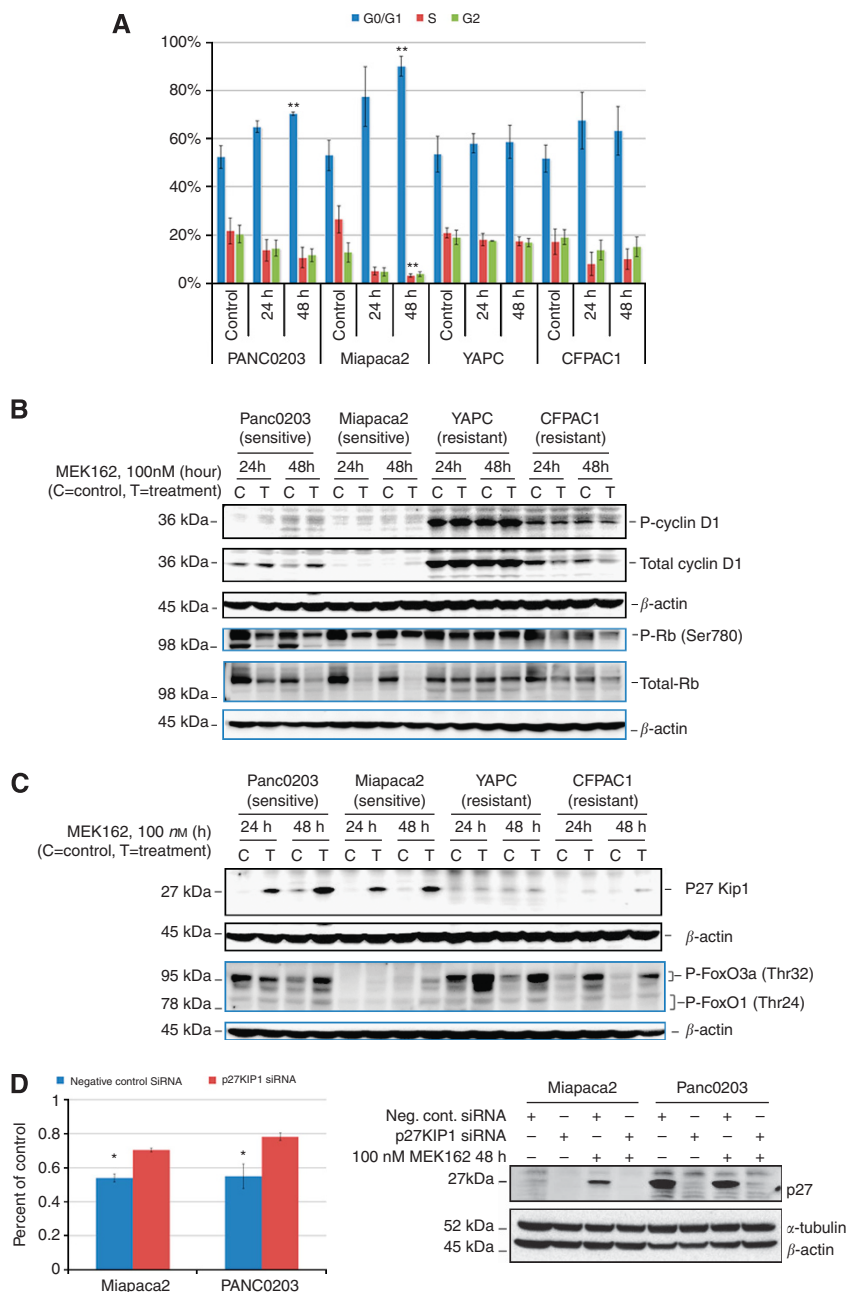 A
G0/G1 S G2
100%
80%
60%
40%
20%
0%
** ** **
Control 24 h 48 h Control 24 h 48 h Control 24 h 48 h Control 24 h 48 h
PANC0203 Miapaca2 YAPC CFPAC1
B
Panc0203 Miapaca2 YAPC CFPAC1
(sensitive) (sensitive) (resistant) (resistant)
MEK162, 100nM (hour) 24h 48h 24h 48h 24h 48h 24h 48h
(C=control, T=treatment) C T C T C T C T C T C T C T C T
36 kDa P-cyclin D1
36 kDa Total cyclin D1
45 kDa β-actin
98 kDa P-Rb (Ser780)
98 kDa Total-Rb
45 kDa β-actin
C
Panc0203 Miapaca2 YAPC CFPAC1
(sensitive) (sensitive) (resistant) (resistant)
MEK162, 100 nM (h) 24 h 48 h 24 h 48 h 24 h 48 h 24h 48 h
(C=control, T=treatment) C T C T C T C T C T C T C T C T
27 kDa P27 Kip1
45 kDa β-actin
95 kDa P-FoxO3a (Thr32)
78 kDa P-FoxO1 (Thr24)
45 kDa β-actin
D
Negative control SiRNA p27KIP1 siRNA
Percent of control
1
0.8
0.6
0.4
0.2
0
* *
Miapaca2 PANC0203
Miapaca2 Panc0203
Neg. cont. siRNA + – + – + – + –
p27KIP1 siRNA – + – + – + – +
100 nM MEK162 48 h – – + + – – + +
27kDa p27
52 kDa α-tubulin
45 kDa β-actin